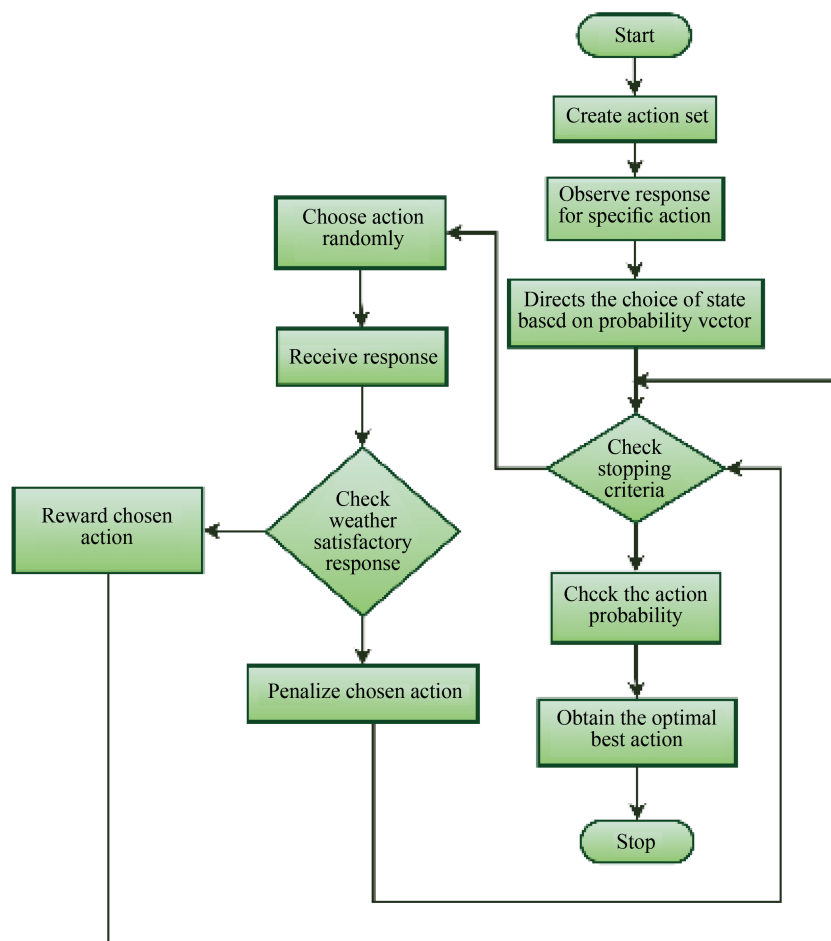 Start
Create action set
Observe response
for specific action
Directs the choice of state
bascd on probability vcctor
Check
stopping
criteria
Chcck thc action
probability
Obtain the optimal
best action
Stop
Choose action
randomly
Receive response
Check
weather
satisfactory
response
Reward chosen
action
Penalize chosen action